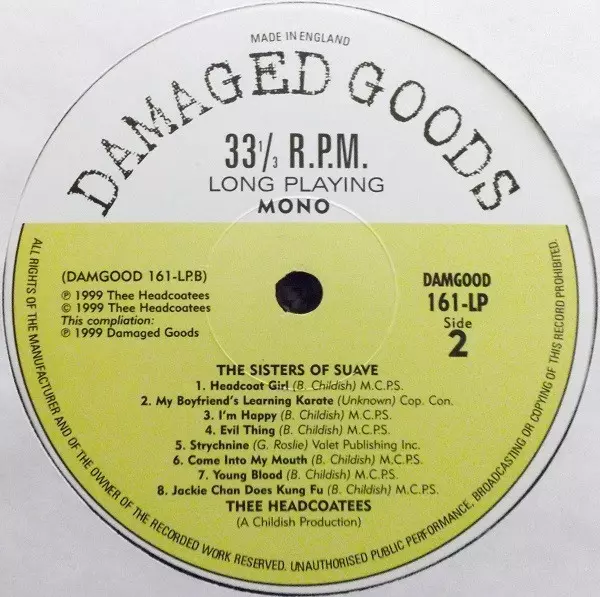 MADE IN ENGLAND
DAMAGED GOODS
33 1/3 R.P.M.
LONG PLAYING
MONO
(DAMGOOD 161-LP.B)
℗ 1999 Thee Headcoatees
© 1999 Thee Headcoatees
This compliation:
℗ 1999 Damaged Goods
DAMGOOD
161-LP
Side
2
THE SISTERS OF SUAVE
1. Headcoat Girl (B. Childish) M.C.P.S.
2. My Boyfriend's Learning Karate (Unknown) Cop. Con.
3. I'm Happy (B. Childish) M.C.P.S.
4. Evil Thing (B. Childish) M.C.P.S.
5. Strychnine (G. Roslie) Valet Publishing Inc.
6. Come Into My Mouth (B. Childish) M.C.P.S.
7. Young Blood (B. Childish) M.C.P.S.
8. Jackie Chan Does Kung Fu (B. Childish) M.C.P.S.
THEE HEADCOATEES
(A Childish Production)
ALL RIGHTS OF THE MANUFACTURER AND OF THE OWNER OF THE RECORDED WORK RESERVED. UNAUTHORISED PUBLIC PERFORMANCE, BROADCASTING OR COPYING OF THIS RECORD PROHIBITED.